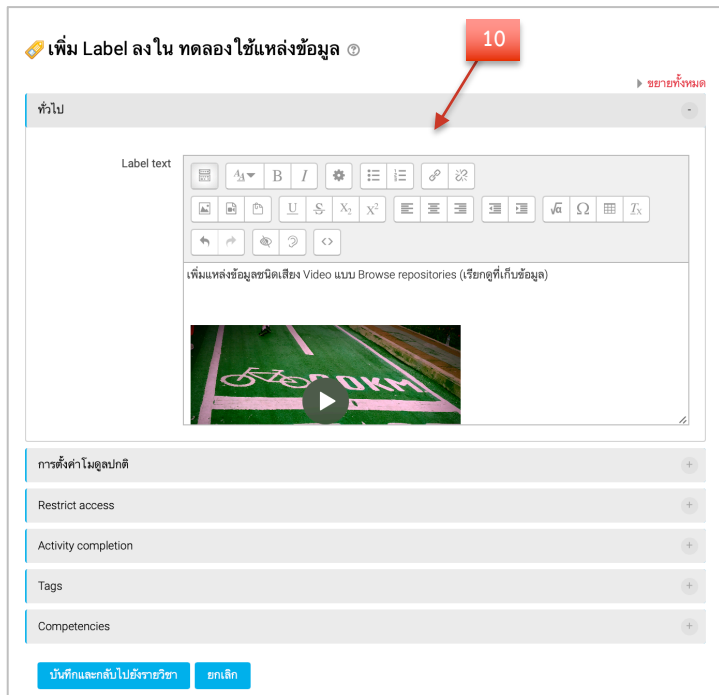 10
เพิ่ม Label ลงใน ทดลองใช้แหล่งข้อมูล
ขยายทั้งหมด
ทั่วไป
Label text
เพิ่มแหล่งข้อมูลชนิดเสียง Video แบบ Browse repositories (เรียกดูที่เก็บข้อมูล)
การตั้งค่าโมดูลปกติ
Restrict access
Activity completion
Tags
Competencies
บันทึกและกลับไปยังรายวิชา ยกเลิก